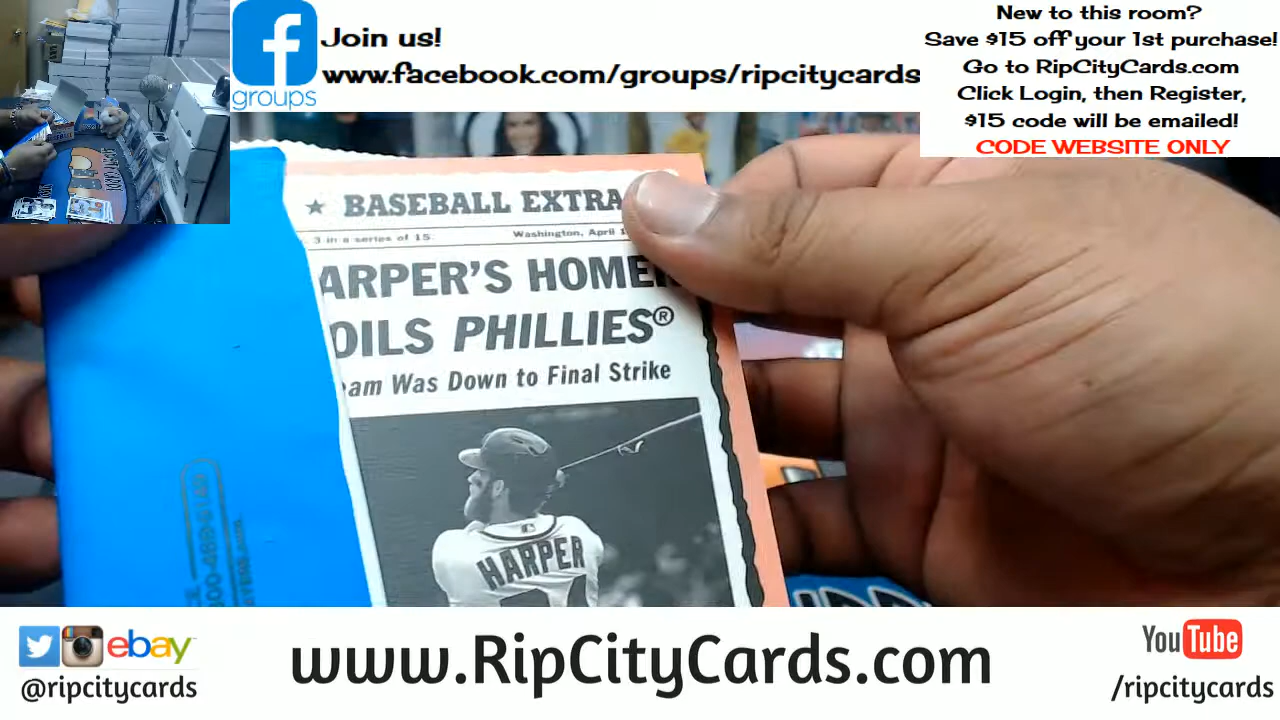 Join us!
www.facebook.com/groups/ripcitycards
groups
New to this room?
Save $15 off your 1st purchase!
Go to RipCityCards.com
Click Login, then Register,
$15 code will be emailed!
CODE WEBSITE ONLY
★ BASEBALL EXTRA
3 in a series of 15.
Washington, April
ARPER'S HOMER
OILS PHILLIES®
eam Was Down to Final Strike
HARPER
ebay
@ripcitycards
www.RipCityCards.com
YouTube
/ripcitycards